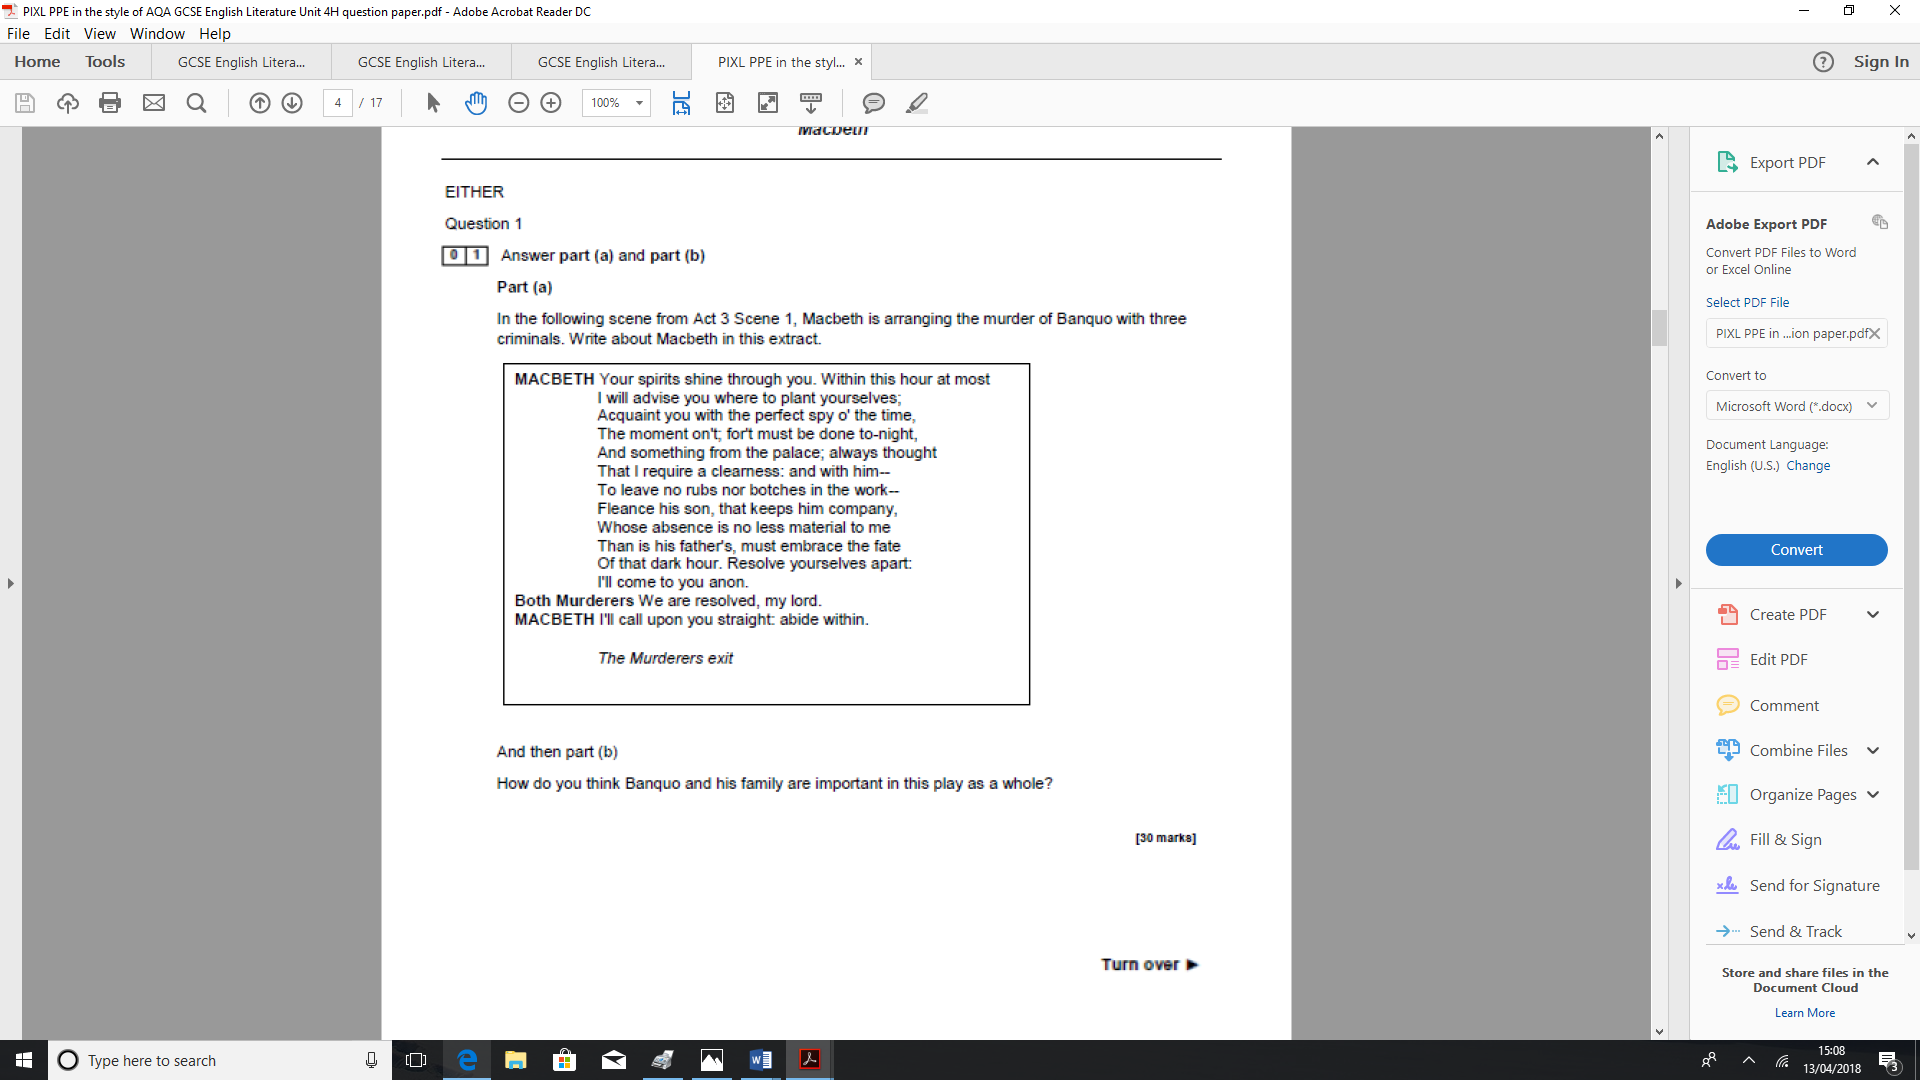 PIXL PPE in the style of AQA GCSE English Literature Unit 4H question paper.pdf - Adobe Acrobat Reader DC
File Edit View Window Help
Home Tools GCSE English Litera... GCSE English Litera... GCSE English Litera... PIXL PPE in the styl... × Sign In
4 / 17 100%
Macbeth
EITHER
Question 1
0 1 Answer part (a) and part (b)
Part (a)
In the following scene from Act 3 Scene 1, Macbeth is arranging the murder of Banquo with three
criminals. Write about Macbeth in this extract.
MACBETH Your spirits shine through you. Within this hour at most
I will advise you where to plant yourselves;
Acquaint you with the perfect spy o' the time,
The moment on't; for't must be done to-night,
And something from the palace; always thought
That I require a clearness: and with him--
To leave no rubs nor botches in the work--
Fleance his son, that keeps him company,
Whose absence is no less material to me
Than is his father's, must embrace the fate
Of that dark hour. Resolve yourselves apart:
I'll come to you anon.
Both Murderers We are resolved, my lord.
MACBETH I'll call upon you straight: abide within.
The Murderers exit
And then part (b)
How do you think Banquo and his family are important in this play as a whole?
[30 marks]
Turn over ►
Export PDF
Adobe Export PDF
Convert PDF Files to Word
or Excel Online
Select PDF File
PIXL PPE in ...ion paper.pdf
Convert to
Microsoft Word (*.docx)
Document Language:
English (U.S.) Change
Convert
Create PDF
Edit PDF
Comment
Combine Files
Organize Pages
Fill & Sign
Send for Signature
Send & Track
Store and share files in the
Document Cloud
Learn More
Type here to search
15:08
13/04/2018
3